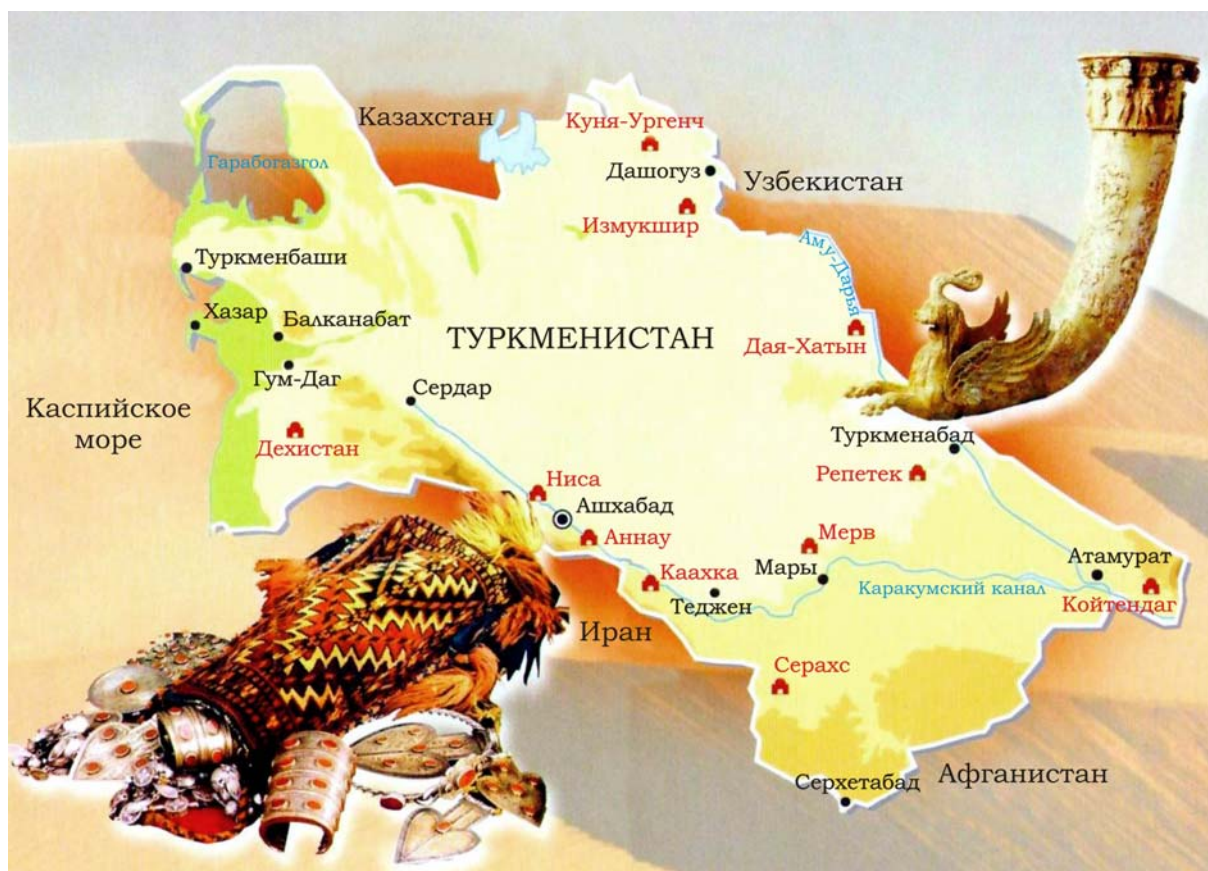 Казахстан
Куня-Ургенч
Гарабогазгол
Дашогуз
Узбекистан
Измукшир
Аму-Дарья
Туркменбаши
Хазар
Балканабат
ТУРКМЕНИСТАН
Дая-Хатын
Гум-Даг
Сердар
Каспийское
море
Дехистан
Туркменабад
Репетек
Ниса
Ашхабад
Аннау
Мерв
Мары
Атамурат
Каахка
Теджен
Каракумский канал
Койтендаг
Иран
Серахс
Серхетабад
Афганистан